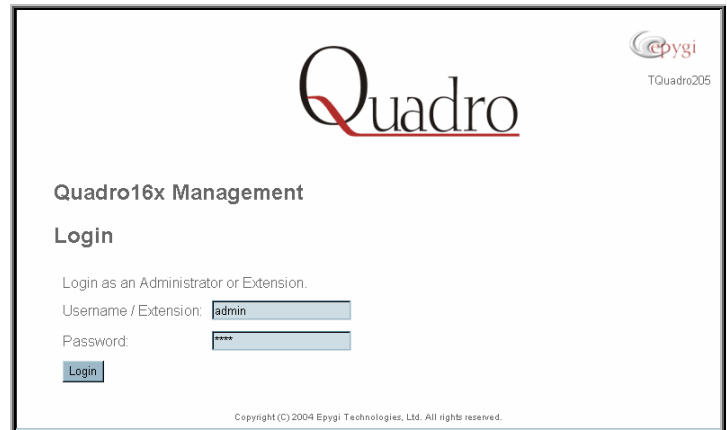 epygi
TQuadro205
Quadro
Quadro16x Management
Login
Login as an Administrator or Extension.
Username / Extension: admin
Password: ****
Login
Copyright (C) 2004 Epygi Technologies, Ltd. All rights reserved.